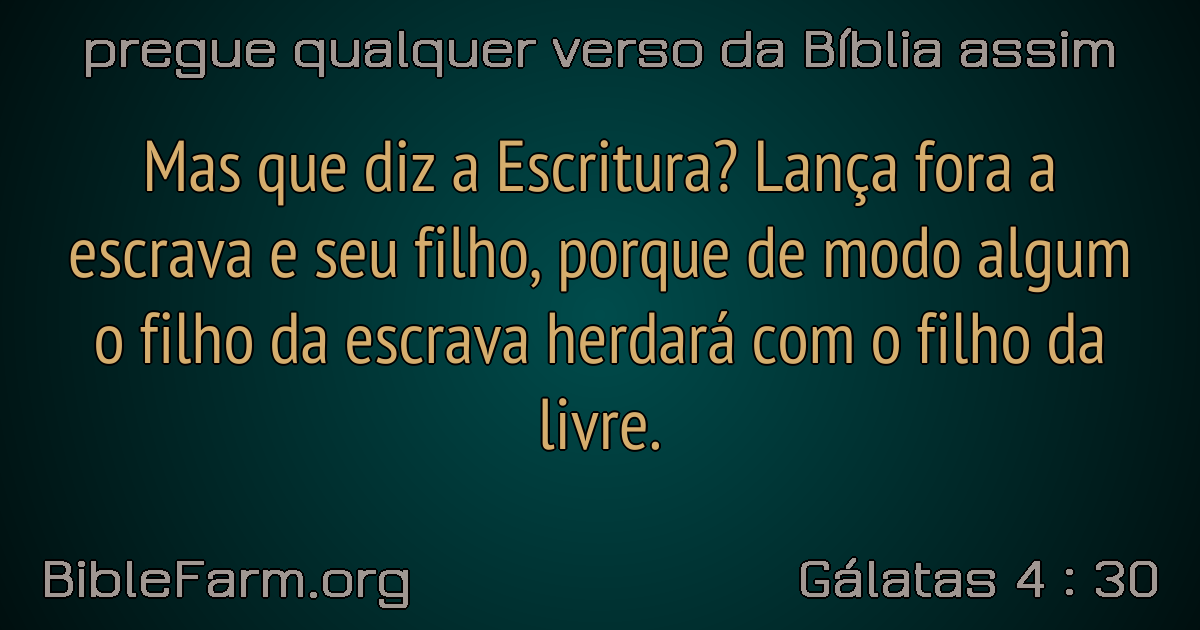 pregue qualquer verso da Bíblia assim
Mas que diz a Escritura? Lança fora a
escrava e seu filho, porque de modo algum
o filho da escrava herdará com o filho da
livre.
BibleFarm.org
Gálatas 4 : 30